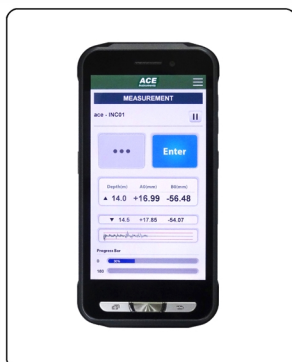 ACE
MEASUREMENT
ace - INC01
Enter
Depth(m) A0(mm) B0(mm)
▲ 14.0 +16.99 -56.48
▼ 14.5 +17.85 -54.07
Progress Bar
0
180